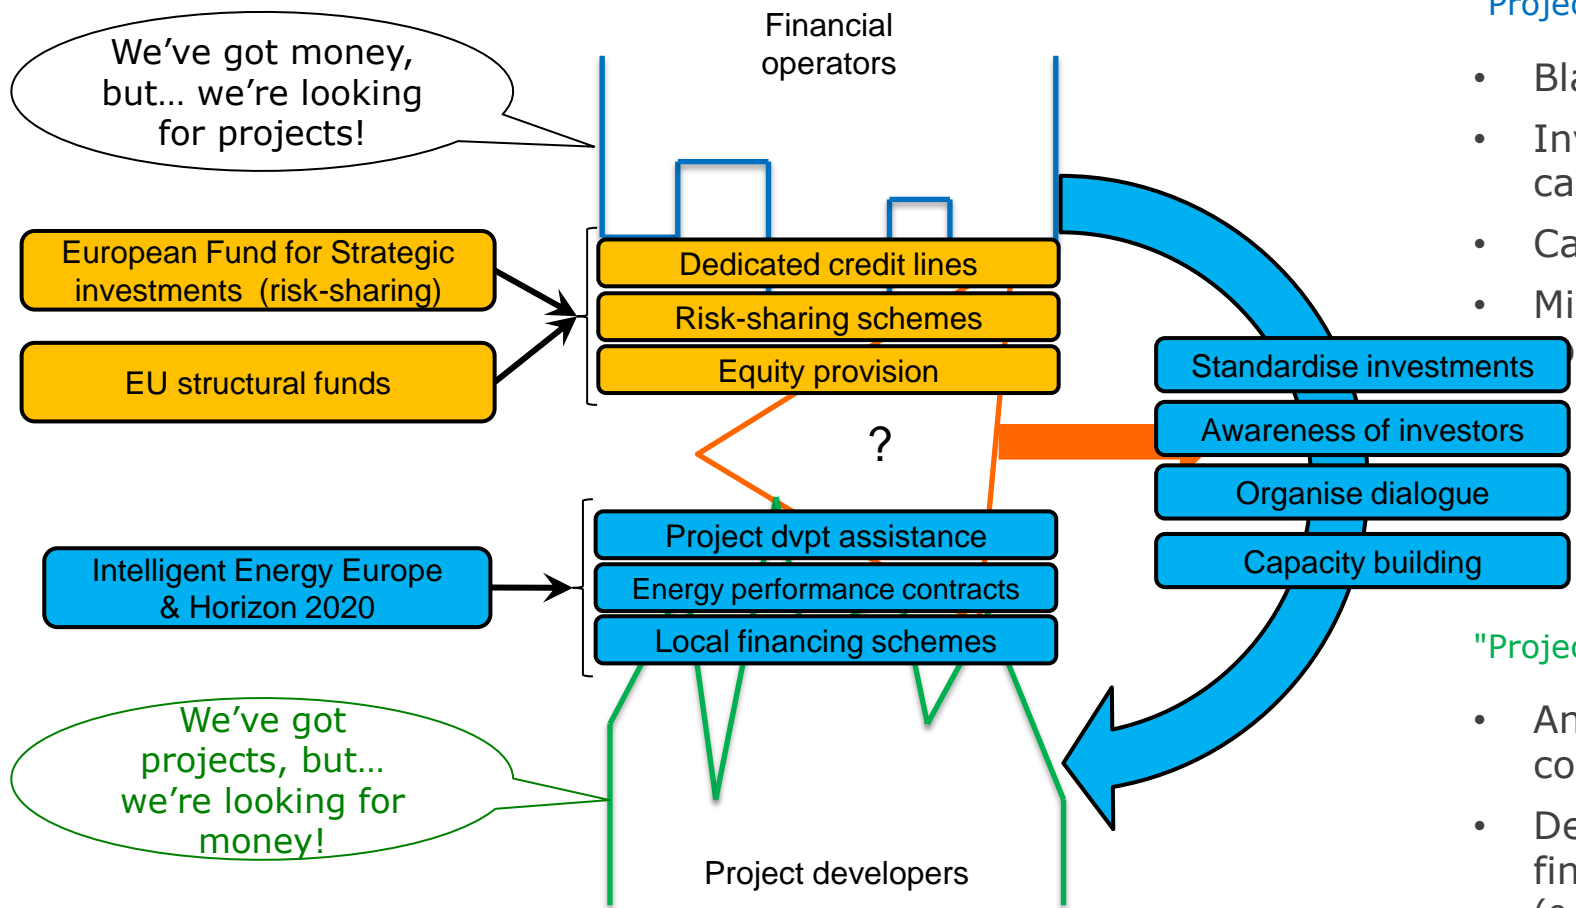 Financial
operators
We've got money,
but... we're looking
for projects!
European Fund for Strategic
investments (risk-sharing)
EU structural funds
Dedicated credit lines
Risk-sharing schemes
Equity provision
?
Standardise investments
Awareness of investors
Organise dialogue
Capacity building
Intelligent Energy Europe
& Horizon 2020
Project dvpt assistance
Energy performance contracts
Local financing schemes
We've got
projects, but...
we're looking for
money!
Project developers